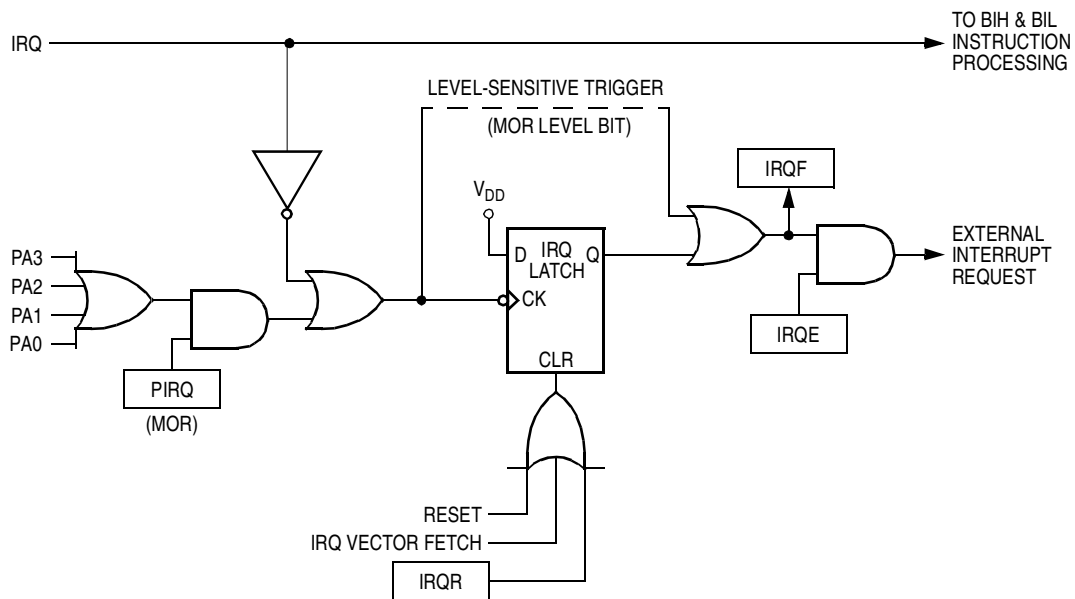 IRQ
TO BIH & BIL
INSTRUCTION
PROCESSING
LEVEL-SENSITIVE TRIGGER
(MOR LEVEL BIT)
IRQF
VDD
PA3
PA2
PA1
PA0
D
IRQ
LATCH
Q
CK
CLR
EXTERNAL
INTERRUPT
REQUEST
IRQE
PIRQ
(MOR)
RESET
IRQ VECTOR FETCH
IRQR